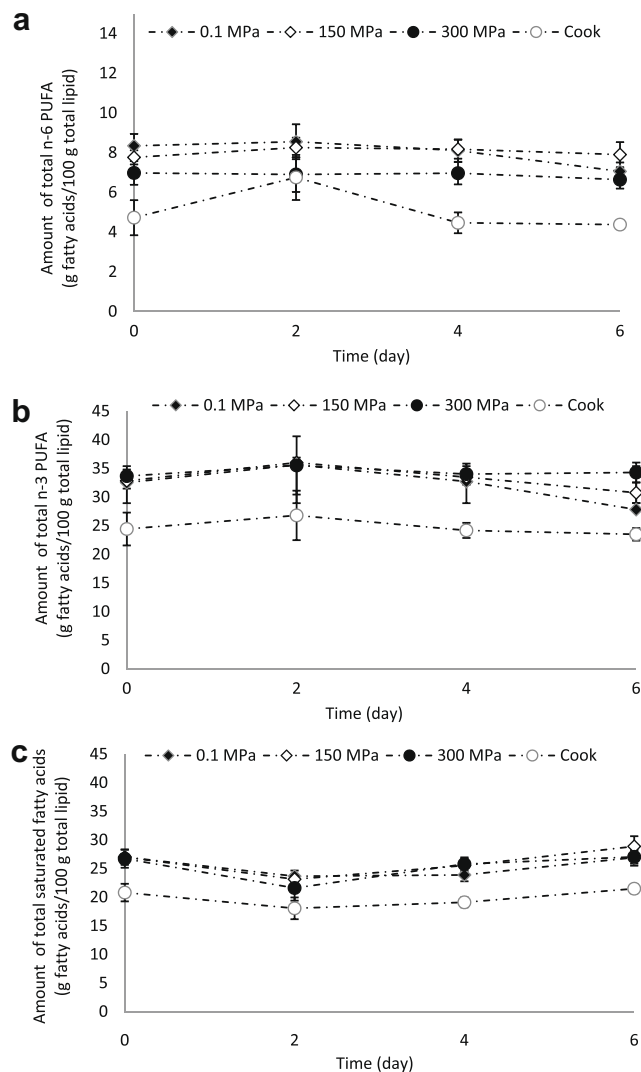 a
0.1 MPa 150 MPa 300 MPa Cook
Amount of total n-6 PUFA
(g fatty acids/100 g total lipid)
14
12
10
8
6
4
2
0
0 2 4 6
Time (day)
b
0.1 MPa 150 MPa 300 MPa Cook
Amount of total n-3 PUFA
(g fatty acids/100 g total lipid)
45
40
35
30
25
20
15
10
5
0
0 2 4 6
Time (day)
c
0.1 MPa 150 MPa 300 MPa Cook
Amount of total saturated fatty acids
(g fatty acids/100 g total lipid)
45
40
35
30
25
20
15
10
5
0
0 2 4 6
Time (day)